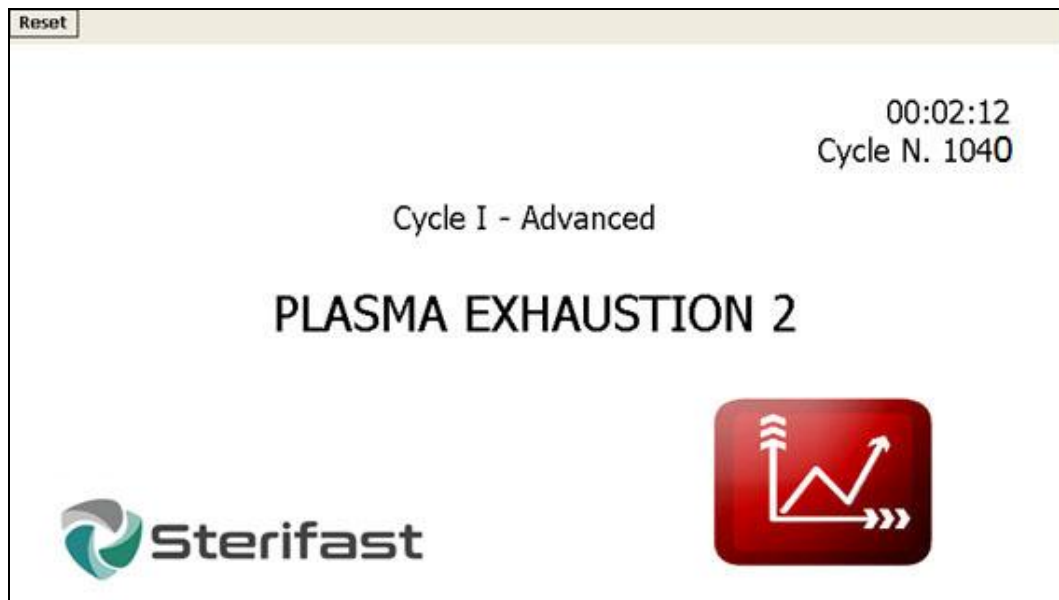 Reset
00:02:12
Cycle N. 1040
Cycle I - Advanced
PLASMA EXHAUSTION 2
Sterifast